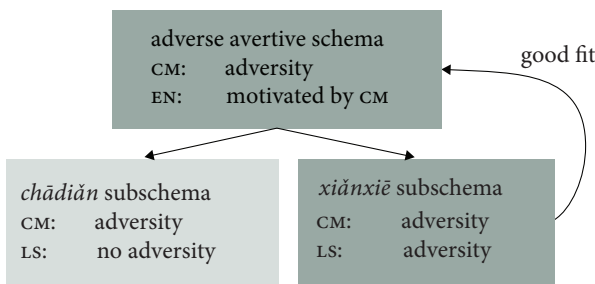 adverse avertive schema
CM: adversity
EN: motivated by CM
good fit
chādiǎn subschema
CM: adversity
LS: no adversity
xiǎnxiē subschema
CM: adversity
LS: adversity